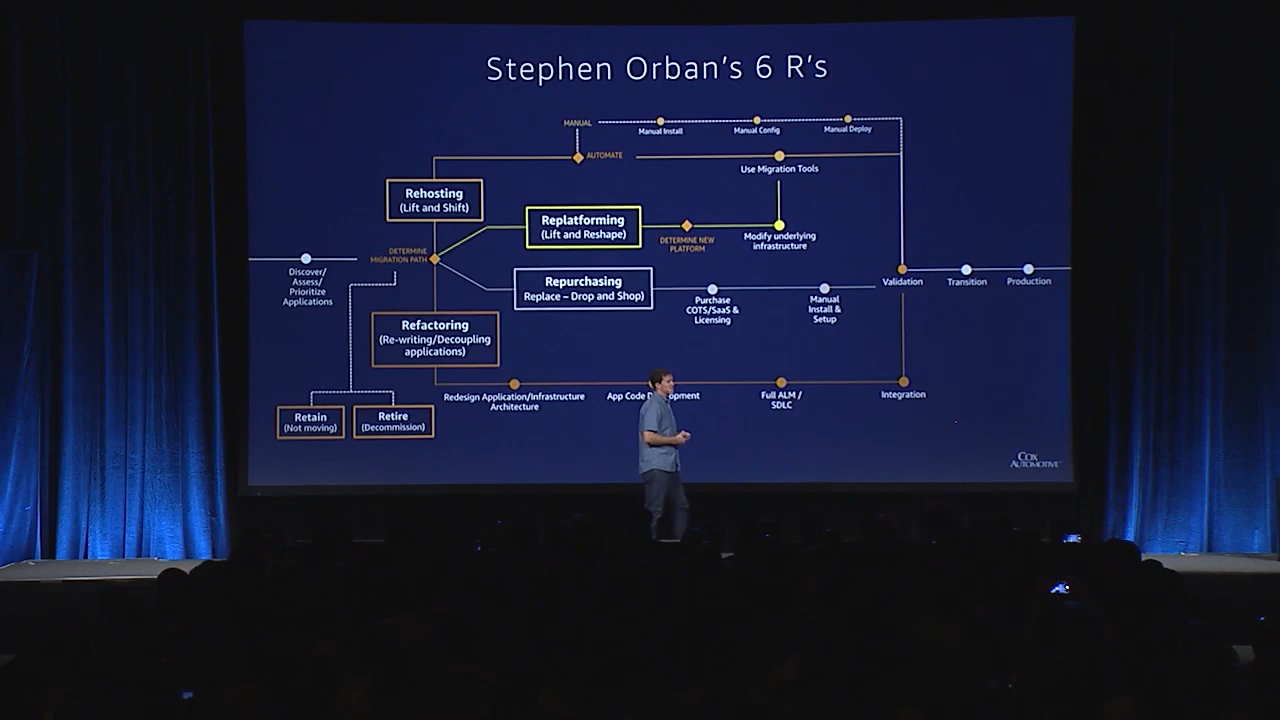 Stephen Orban's 6 R's
MANUAL
Manual Install
Manual Config
Manual Deploy
AUTOMATE
Use Migration Tools
Rehosting
(Lift and Shift)
Replatforming
(Lift and Reshape)
DETERMINE NEW
PLATFORM
Modify underlying
infrastructure
DETERMINE
MIGRATION PATH
Discover/
Assess/
Prioritize
Applications
Repurchasing
Replace – Drop and Shop)
Purchase
COTS/SaaS &
Licensing
Manual
Install &
Setup
Validation
Transition
Production
Refactoring
(Re-writing/Decoupling
applications)
Redesign Application/Infrastructure
Architecture
App Code
Full ALM /
SDLC
Integration
Retain
(Not moving)
Retire
(Decommission)
COX
AUTOMOTIVE